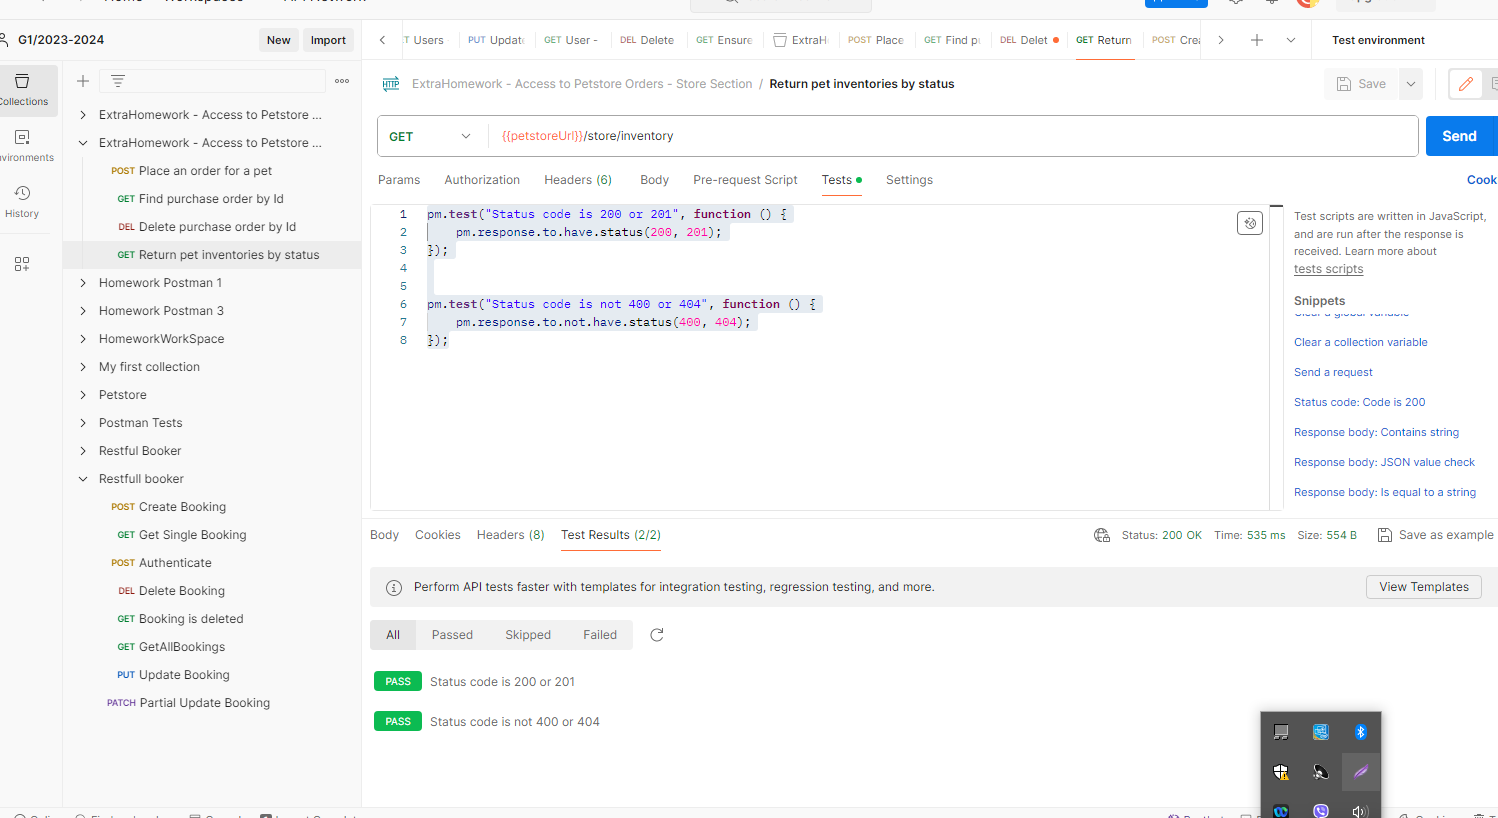 G1/2023-2024
New
Import
Users
PUT Update
GET User -
DEL Delete
GET Ensure
ExtraH
POST Place
GET Find p
DEL Delet
GET Return
POST Crea
Test environment
Collections
Environments
History
ExtraHomework - Access to Petstore ...
ExtraHomework - Access to Petstore ...
POST Place an order for a pet
GET Find purchase order by Id
DEL Delete purchase order by Id
GET Return pet inventories by status
Homework Postman 1
Homework Postman 3
HomeworkWorkSpace
My first collection
Petstore
Postman Tests
Restful Booker
Restfull booker
POST Create Booking
GET Get Single Booking
POST Authenticate
DEL Delete Booking
GET Booking is deleted
GET GetAllBookings
PUT Update Booking
PATCH Partial Update Booking
HTTP ExtraHomework - Access to Petstore Orders - Store Section / Return pet inventories by status
Save
GET {{petstoreUrl}}/store/inventory
Send
Params Authorization Headers (6) Body Pre-request Script Tests Settings
Cook
1 pm.test("Status code is 200 or 201", function () {
2 pm.response.to.have.status(200, 201);
3 });
4
5
6 pm.test("Status code is not 400 or 404", function () {
7 pm.response.to.not.have.status(400, 404);
8 });
Test scripts are written in JavaScript,
and are run after the response is
received. Learn more about
tests scripts
Snippets
Clear a global variable
Clear a collection variable
Send a request
Status code: Code is 200
Response body: Contains string
Response body: JSON value check
Response body: Is equal to a string
Body Cookies Headers (8) Test Results (2/2)
Status: 200 OK Time: 535 ms Size: 554 B
Save as example
Perform API tests faster with templates for integration testing, regression testing, and more.
View Templates
All Passed Skipped Failed
PASS Status code is 200 or 201
PASS Status code is not 400 or 404